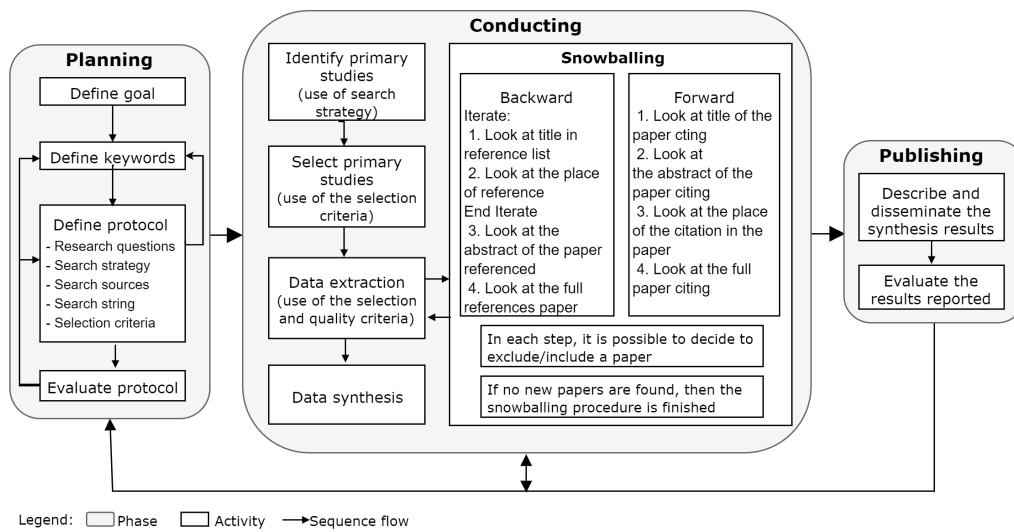 Planning
Define goal
Define keywords
Define protocol
- Research questions
- Search strategy
- Search sources
- Search string
- Selection criteria
Evaluate protocol
Conducting
Identify primary
studies
(use of search
strategy)
Select primary
studies
(use of the selection
criteria)
Data extraction
(use of the selection
and quality criteria)
Data synthesis
Snowballing
Backward
Iterate:
1. Look at title in
reference list
2. Look at the place
of reference
End Iterate
3. Look at the
abstract of the paper
referenced
4. Look at the full
references paper
Forward
1. Look at title of the
paper cting
2. Look at
the abstract of the
paper citing
3. Look at the place
of the citation in the
paper
4. Look at the full
paper citing
In each step, it is possible to decide to
exclude/include a paper
If no new papers are found, then the
snowballing procedure is finished
Publishing
Describe and
disseminate the
synthesis results
Evaluate the
results reported
Legend: Phase Activity Sequence flow